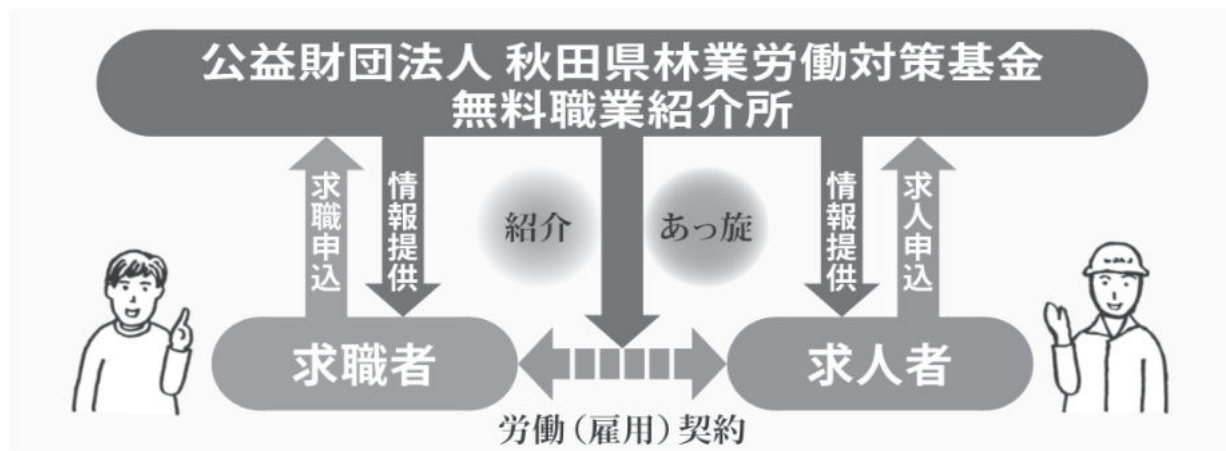 公益財団法人 秋田県林業労働対策基金
無料職業紹介所
求職申込
情報提供
紹介
あっ旋
情報提供
求人申込
求職者
求人者
労働(雇用)契約